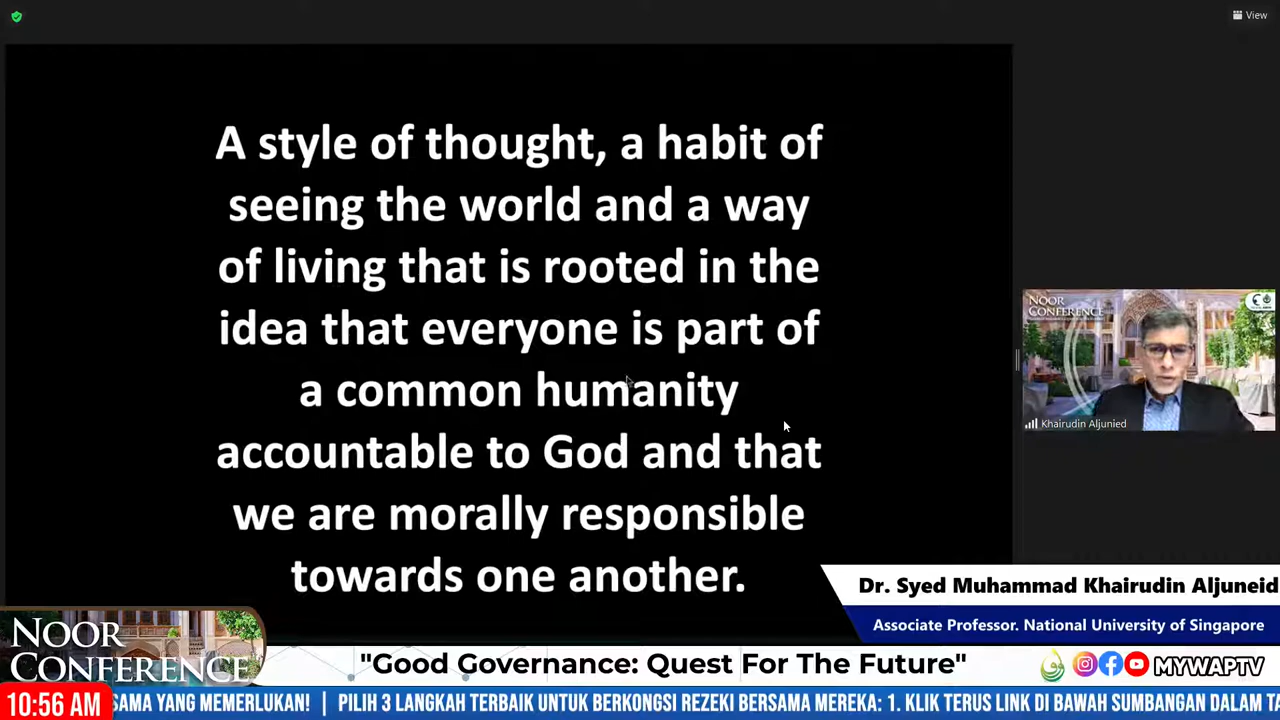 View
A style of thought, a habit of
seeing the world and a way
of living that is rooted in the
idea that everyone is part of
a common humanity
accountable to God and that
we are morally responsible
towards one another.
NOOR
CONFERENCE
Khairudin Aljunied
Dr. Syed Muhammad Khairudin Aljuneid
Associate Professor. National University of Singapore
NOOR
CONFERENCE
"Good Governance: Quest For The Future"
MYWAPTV
10:56 AM
SAMA YANG MEMERLUKAN! | PILIH 3 LANGKAH TERBAIK UNTUK BERKONGSI REZEKI BERSAMA MEREKA: 1. KLIK TERUS LINK DI BAWAH SUMBANGAN DALAM TA